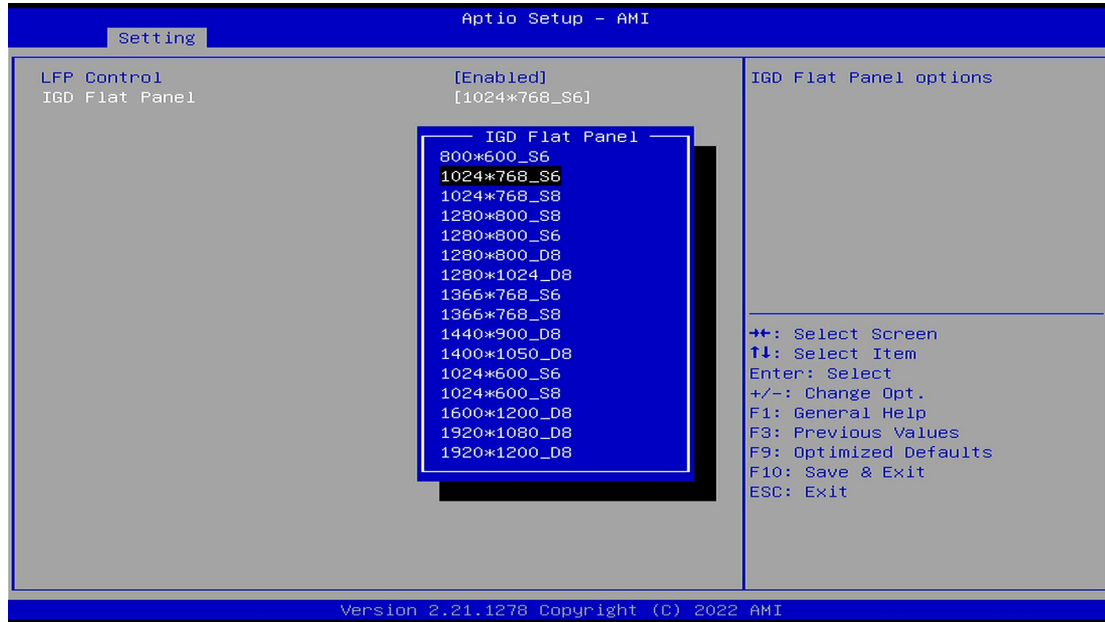 Aptio Setup – AMI
Setting
LFP Control [Enabled]
IGD Flat Panel [1024*768_S6]
IGD Flat Panel
800*600_S6
1024*768_S6
1024*768_S8
1280*800_S8
1280*800_S6
1280*800_D8
1280*1024_D8
1366*768_S6
1366*768_S8
1440*900_D8
1400*1050_D8
1024*600_S6
1024*600_S8
1600*1200_D8
1920*1080_D8
1920*1200_D8
IGD Flat Panel options
→←: Select Screen
↑↓: Select Item
Enter: Select
+/-: Change Opt.
F1: General Help
F3: Previous Values
F9: Optimized Defaults
F10: Save & Exit
ESC: Exit
Version 2.21.1278 Copyright (C) 2022 AMI